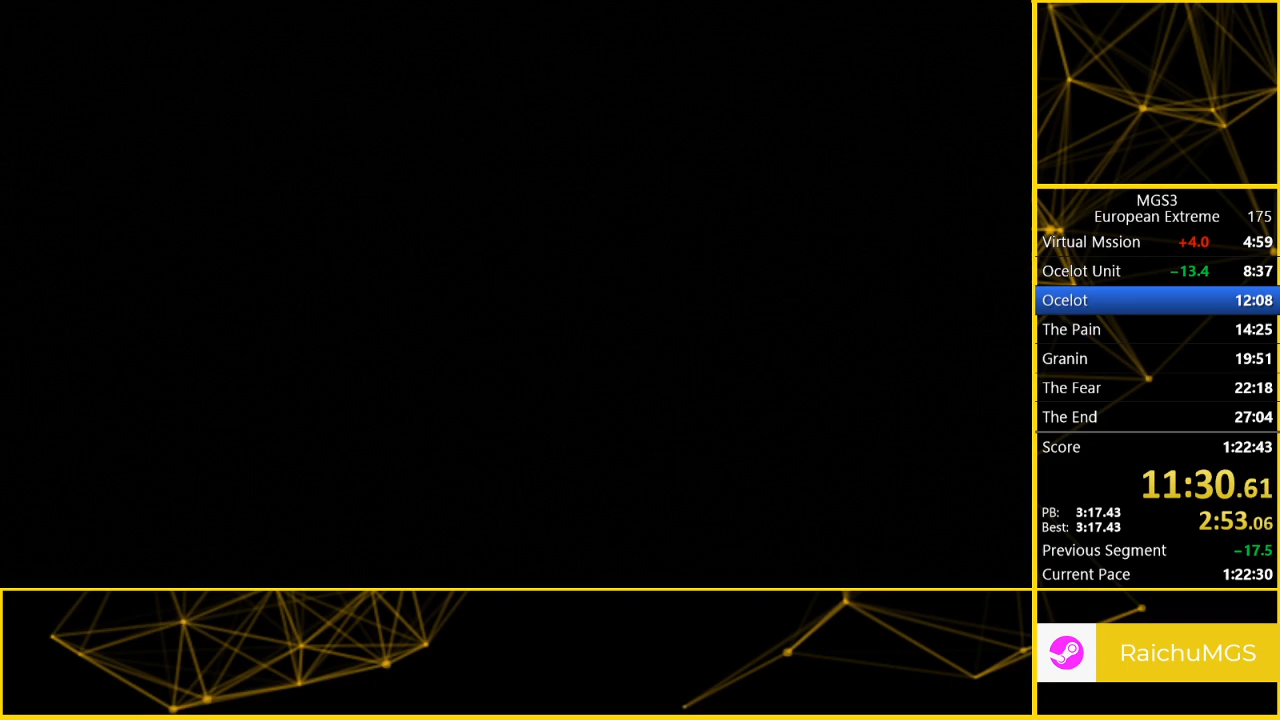 MGS3
European Extreme 175
Virtual Mssion +4.0 4:59
Ocelot Unit −13.4 8:37
Ocelot 12:08
The Pain 14:25
Granin 19:51
The Fear 22:18
The End 27:04
Score 1:22:43
11:30.61
PB: 3:17.43
2:53.06
Best: 3:17.43
Previous Segment −17.5
Current Pace 1:22:30
RaichuMGS